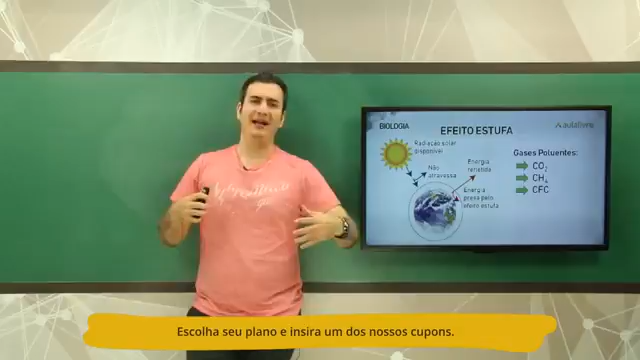 BIOLOGIA
EFEITO ESTUFA
aulalivre
Radiação solar
disponível
Não
atravessa
Energia
refletida
Energia
presa pelo
efeito estufa
Gases Poluentes:
CO₂
CH₄
CFC
Escolha seu plano e insira um dos nossos cupons.